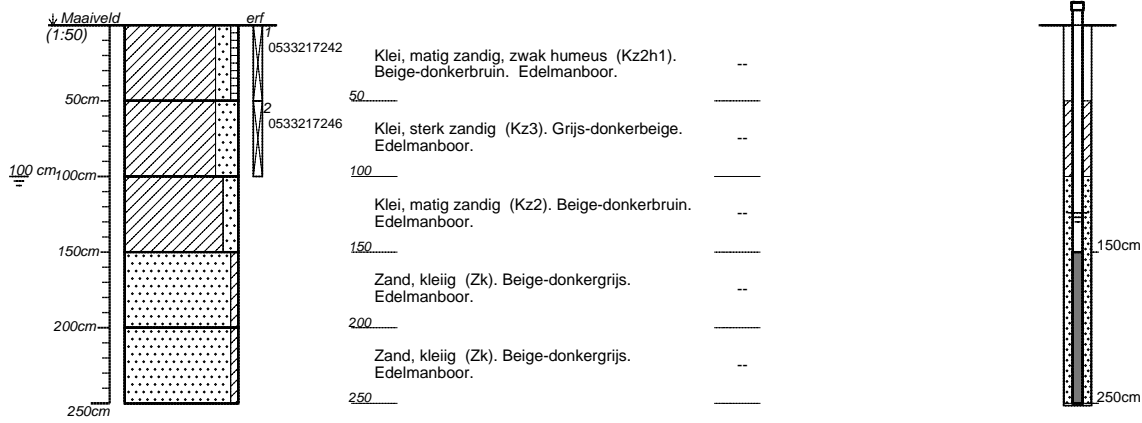 Maaiveld
erf
(1:50)
1
0533217242
Klei, matig zandig, zwak humeus (Kz2h1).
Beige-donkerbruin. Edelmanboor.
--
50cm
2
50
0533217246
Klei, sterk zandig (Kz3). Grijs-donkerbeige.
Edelmanboor.
--
100 cm
100cm
100
Klei, matig zandig (Kz2). Beige-donkerbruin.
Edelmanboor.
--
150cm
150
150cm
Zand, kleiig (Zk). Beige-donkergrijs.
Edelmanboor.
--
200cm
200
Zand, kleiig (Zk). Beige-donkergrijs.
Edelmanboor.
--
250cm
250
250cm